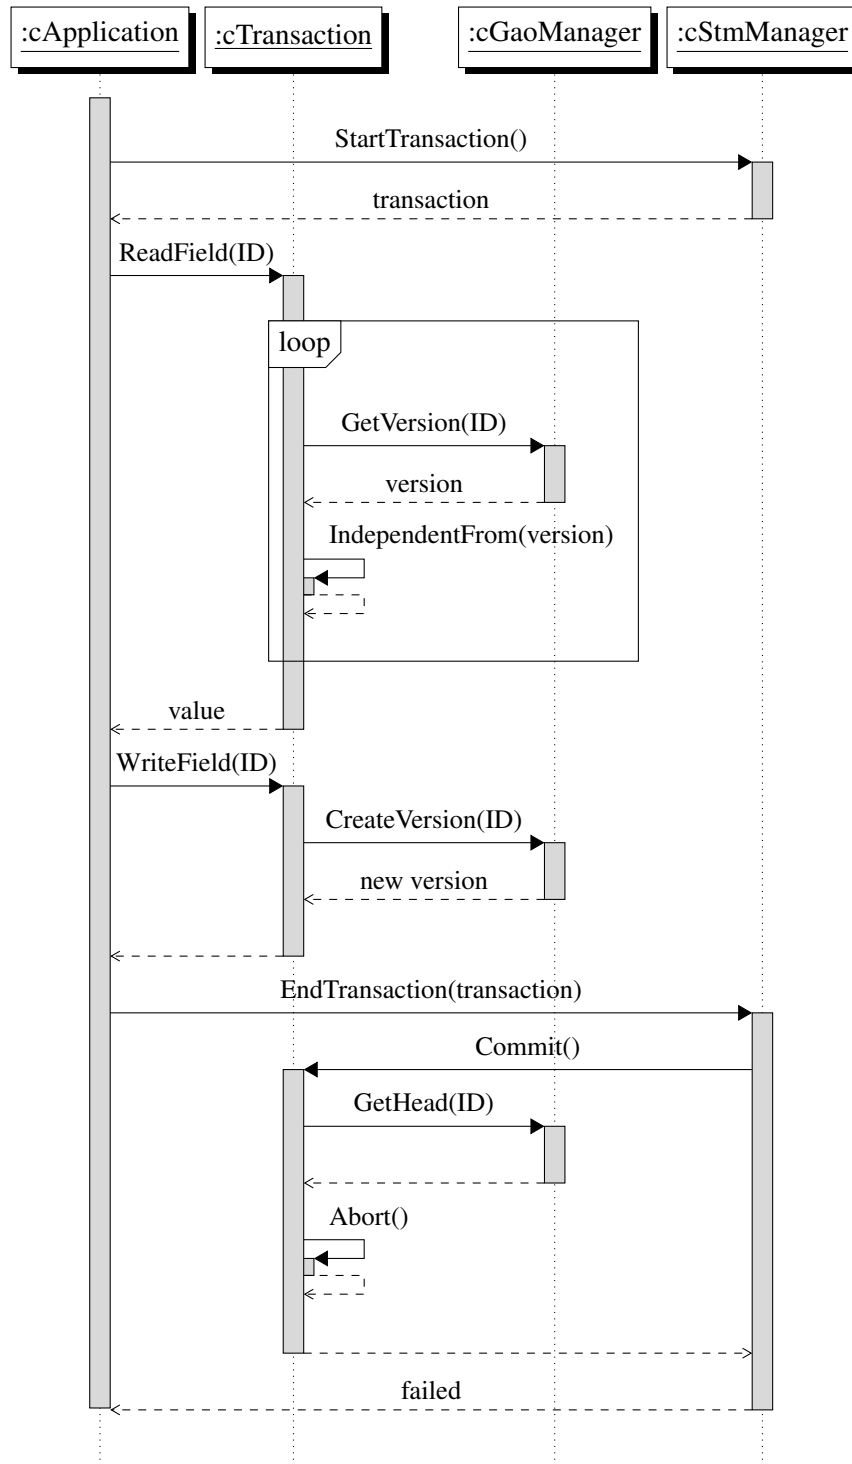 :cApplication
:cTransaction
:cGaoManager
:cStmManager
StartTransaction()
transaction
ReadField(ID)
loop
GetVersion(ID)
version
IndependentFrom(version)
value
WriteField(ID)
CreateVersion(ID)
new version
EndTransaction(transaction)
Commit()
GetHead(ID)
Abort()
failed